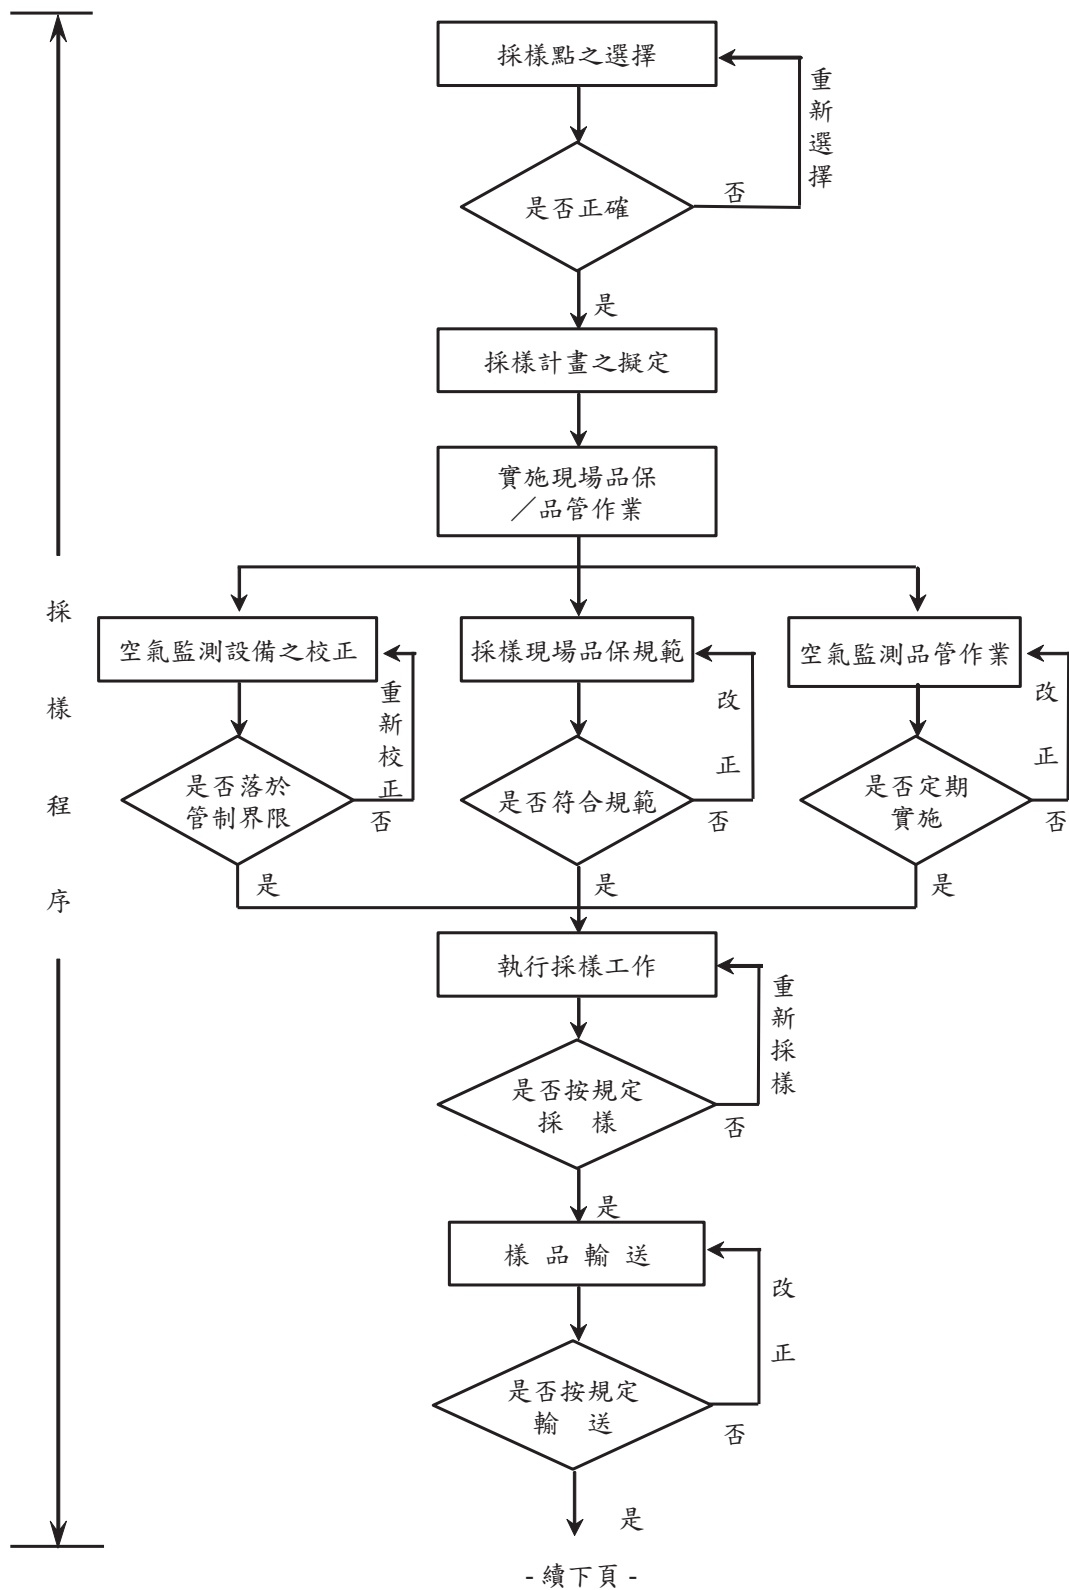 採樣點之選擇
重新選擇
是否正確
否
是
採樣計畫之擬定
實施現場品保
／品管作業
採樣程序
空氣監測設備之校正
重新校正
是否落於
管制界限
否
是
採樣現場品保規範
改正
是否符合規範
否
是
空氣監測品管作業
改正
是否定期
實施
否
是
執行採樣工作
重新採樣
是否按規定
採　樣
否
是
樣 品 輸 送
改正
是否按規定
輸　送
否
是
- 續下頁 -